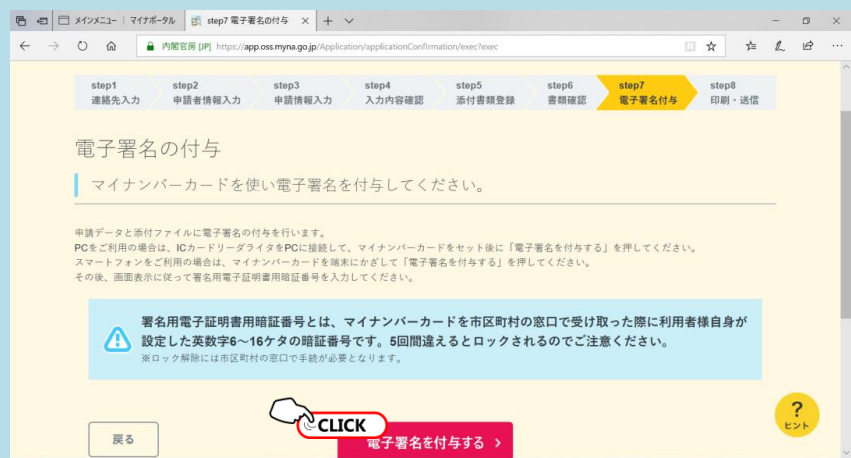 メインメニュー | マイナポータル
step7 電子署名の付与
内閣官房 [JP] https://app.oss.myna.go.jp/Application/applicationConfirmation/exec?exec
step1 step2 step3 step4 step5 step6 step7 step8
連絡先入力 申請者情報入力 申請情報入力 入力内容確認 添付書類登録 書類確認 電子署名付与 印刷・送信
電子署名の付与
マイナンバーカードを使い電子署名を付与してください。
申請データと添付ファイルに電子署名の付与を行います。
PCをご利用の場合は、ICカードリーダライタをPCに接続して、マイナンバーカードをセット後に「電子署名を付与する」を押してください。
スマートフォンをご利用の場合は、マイナンバーカードを端末にかざして「電子署名を付与する」を押してください。
その後、画面表示に従って署名用電子証明書用暗証番号を入力してください。
署名用電子証明書用暗証番号とは、マイナンバーカードを市区町村の窓口で受け取った際に利用者様自身が
設定した英数字6～16ケタの暗証番号です。5回間違えるとロックされるのでご注意ください。
※ロック解除には市区町村の窓口で手続が必要となります。
?
ヒント
CLICK
戻る
電子署名を付与する